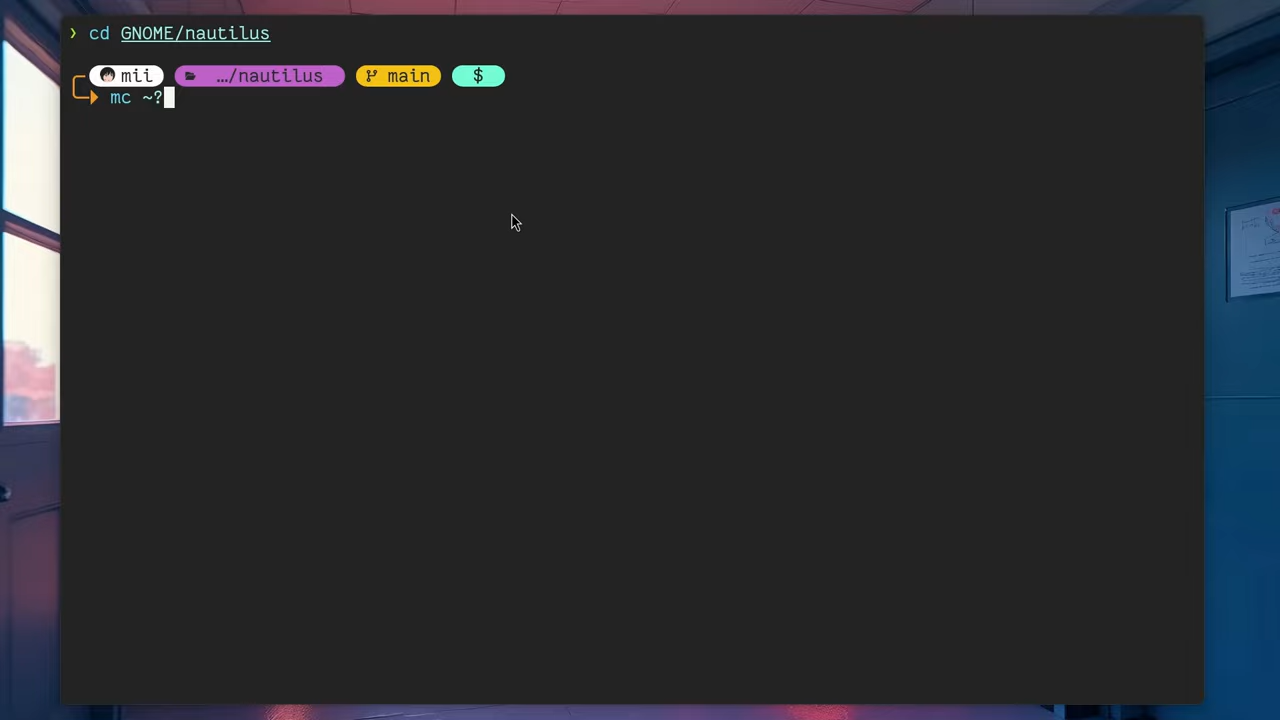 ❯ cd GNOME/nautilus
mii …/nautilus main $
mc ~?